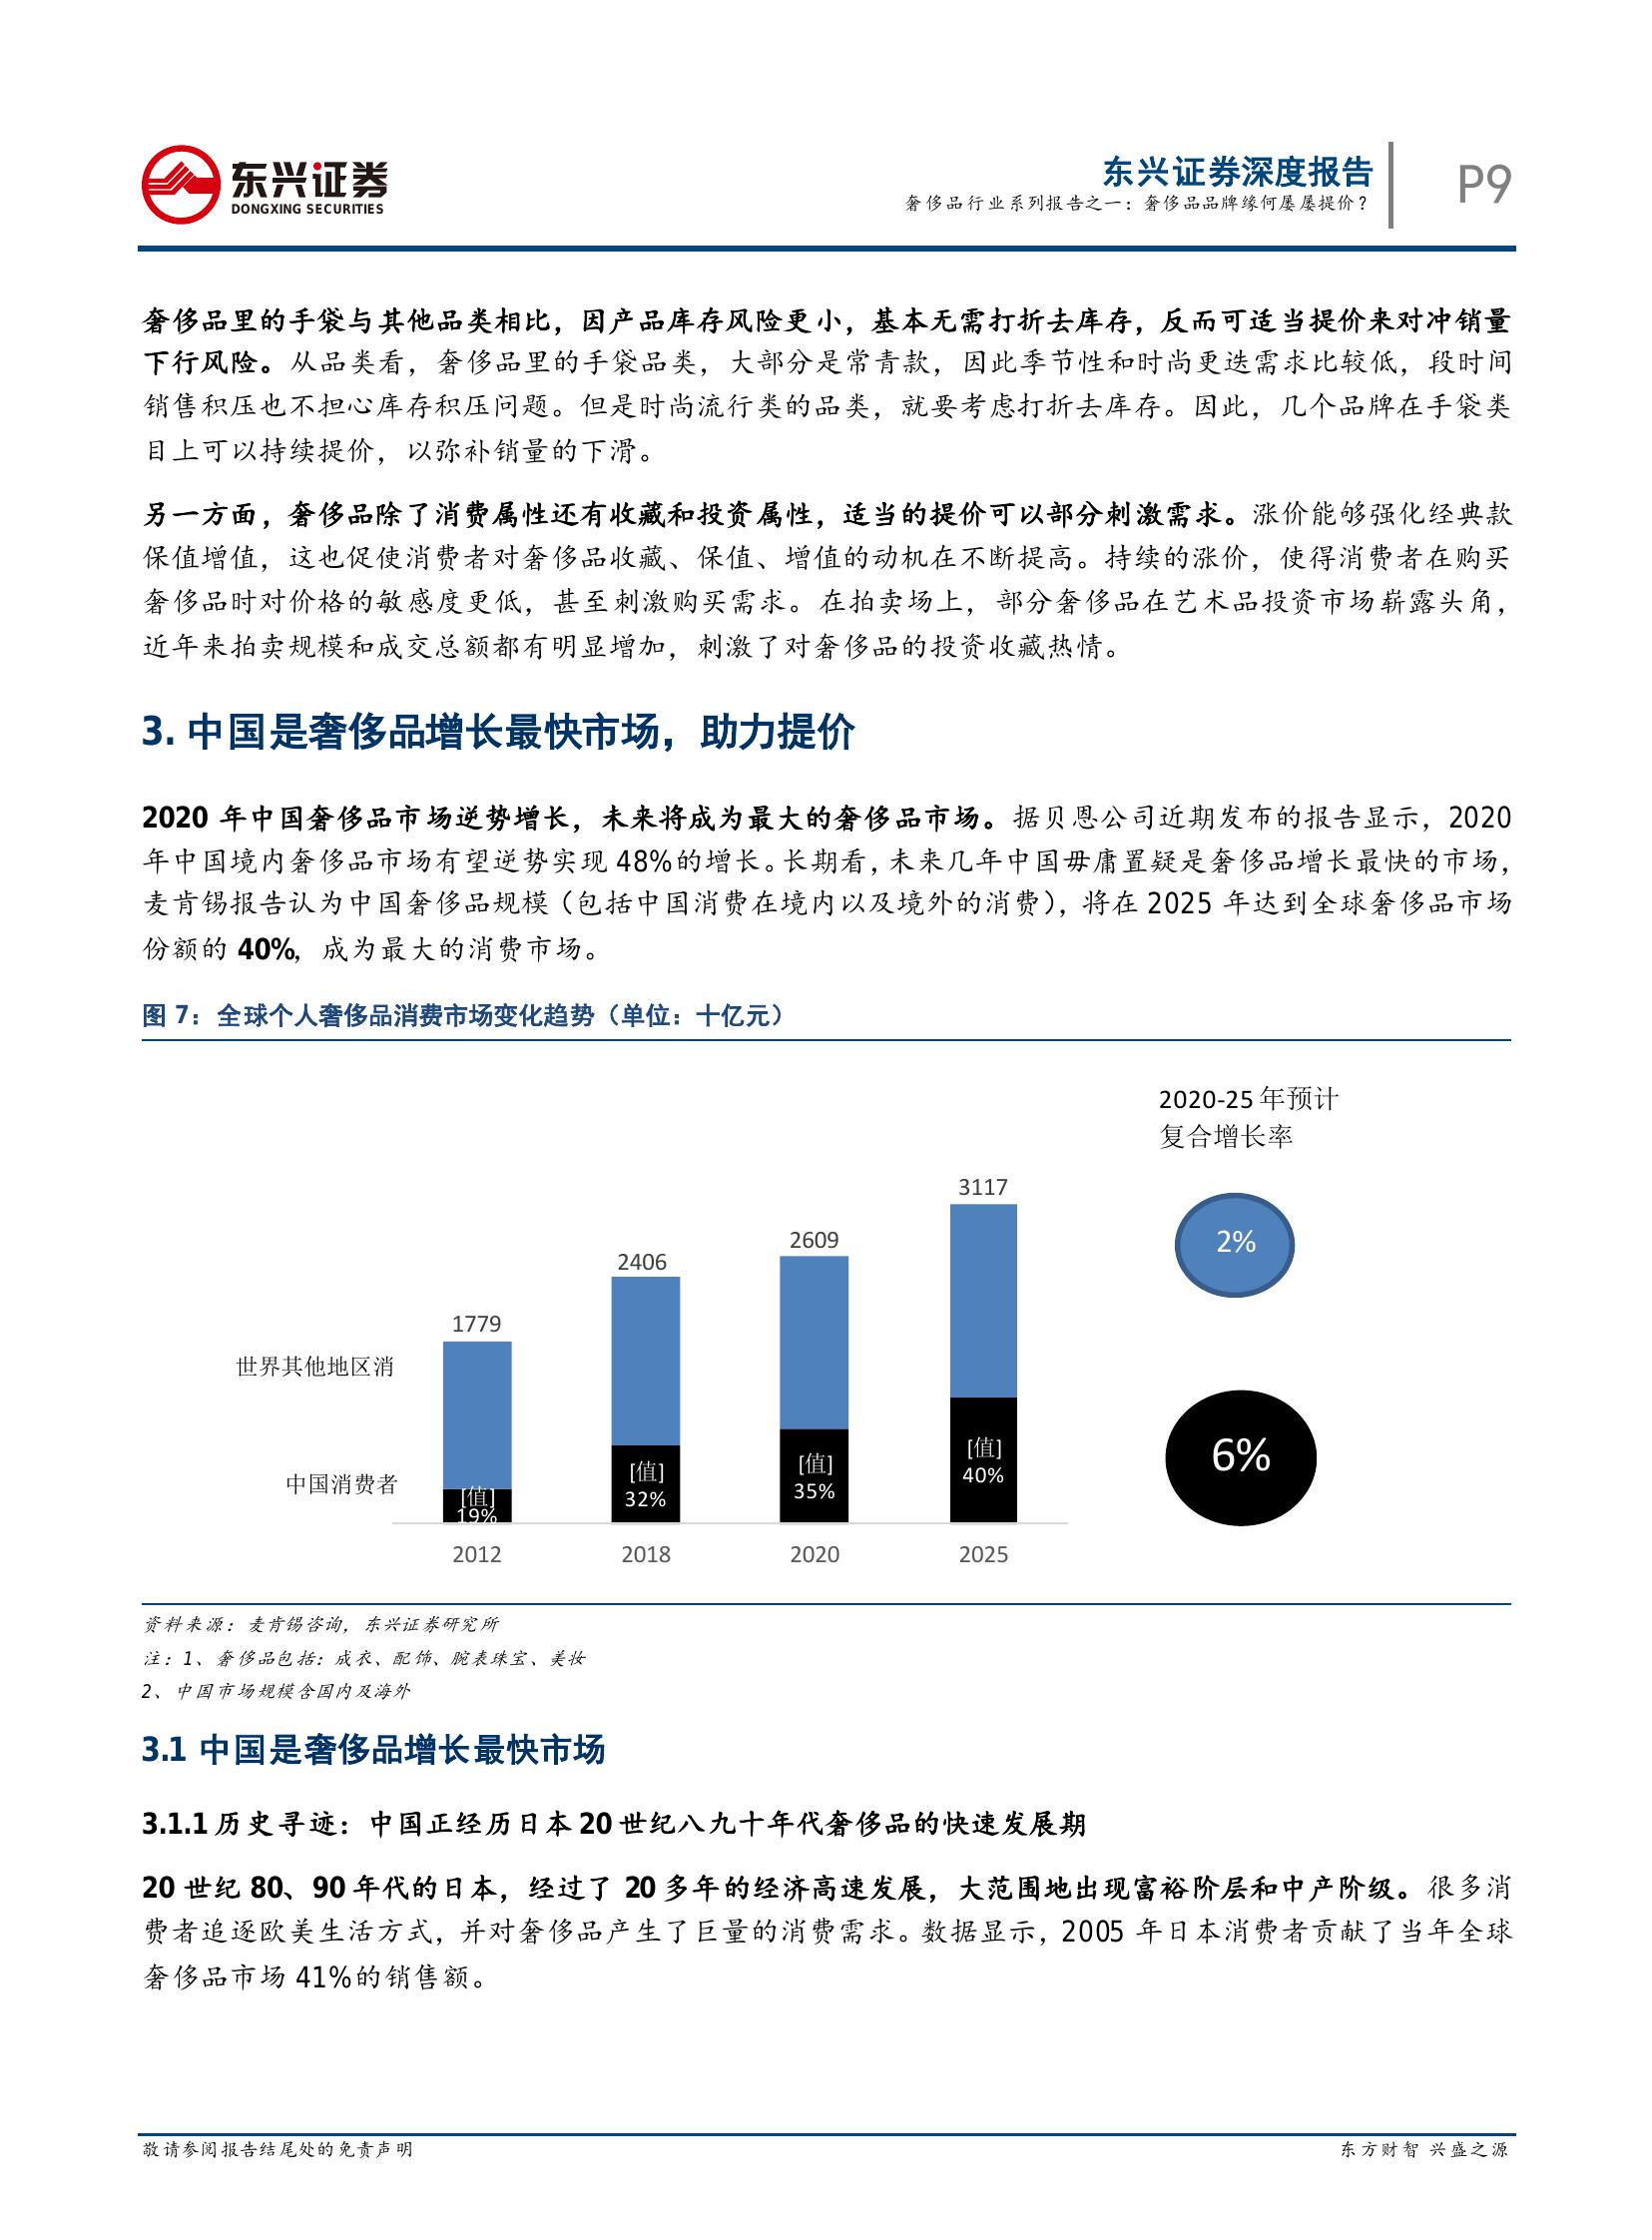 东兴证券
DONGXING SECURITIES
东兴证券深度报告
奢侈品行业系列报告之一：奢侈品品牌缘何屡屡提价？
P9
奢侈品里的手袋与其他品类相比，因产品库存风险更小，基本无需打折去库存，反而可适当提价来对冲销量
下行风险。从品类看，奢侈品里的手袋品类，大部分是常青款，因此季节性和时尚更迭需求比较低，段时间
销售积压也不担心库存积压问题。但是时尚流行类的品类，就要考虑打折去库存。因此，几个品牌在手袋类
目上可以持续提价，以弥补销量的下滑。
另一方面，奢侈品除了消费属性还有收藏和投资属性，适当的提价可以部分刺激需求。涨价能够强化经典款
保值增值，这也促使消费者对奢侈品收藏、保值、增值的动机在不断提高。持续的涨价，使得消费者在购买
奢侈品时对价格的敏感度更低，甚至刺激购买需求。在拍卖场上，部分奢侈品在艺术品投资市场崭露头角，
近年来拍卖规模和成交总额都有明显增加，刺激了对奢侈品的投资收藏热情。
3. 中国是奢侈品增长最快市场，助力提价
2020 年中国奢侈品市场逆势增长，未来将成为最大的奢侈品市场。据贝恩公司近期发布的报告显示，2020
年中国境内奢侈品市场有望逆势实现 48%的增长。长期看，未来几年中国毋庸置疑是奢侈品增长最快的市场，
麦肯锡报告认为中国奢侈品规模（包括中国消费在境内以及境外的消费），将在 2025 年达到全球奢侈品市场
份额的 40%，成为最大的消费市场。
图 7：全球个人奢侈品消费市场变化趋势（单位：十亿元）
2020-25 年预计
复合增长率
3117
2609
2406
1779
2%
世界其他地区消
中国消费者
[值]
19%
[值]
32%
[值]
35%
[值]
40%
6%
2012
2018
2020
2025
资料来源：麦肯锡咨询，东兴证券研究所
注：1、奢侈品包括：成衣、配饰、腕表珠宝、美妆
2、中国市场规模含国内及海外
3.1 中国是奢侈品增长最快市场
3.1.1 历史寻迹：中国正经历日本 20 世纪八九十年代奢侈品的快速发展期
20 世纪 80、90 年代的日本，经过了 20 多年的经济高速发展，大范围地出现富裕阶层和中产阶级。很多消
费者追逐欧美生活方式，并对奢侈品产生了巨量的消费需求。数据显示，2005 年日本消费者贡献了当年全球
奢侈品市场 41%的销售额。
敬请参阅报告结尾处的免责声明
东方财智 兴盛之源